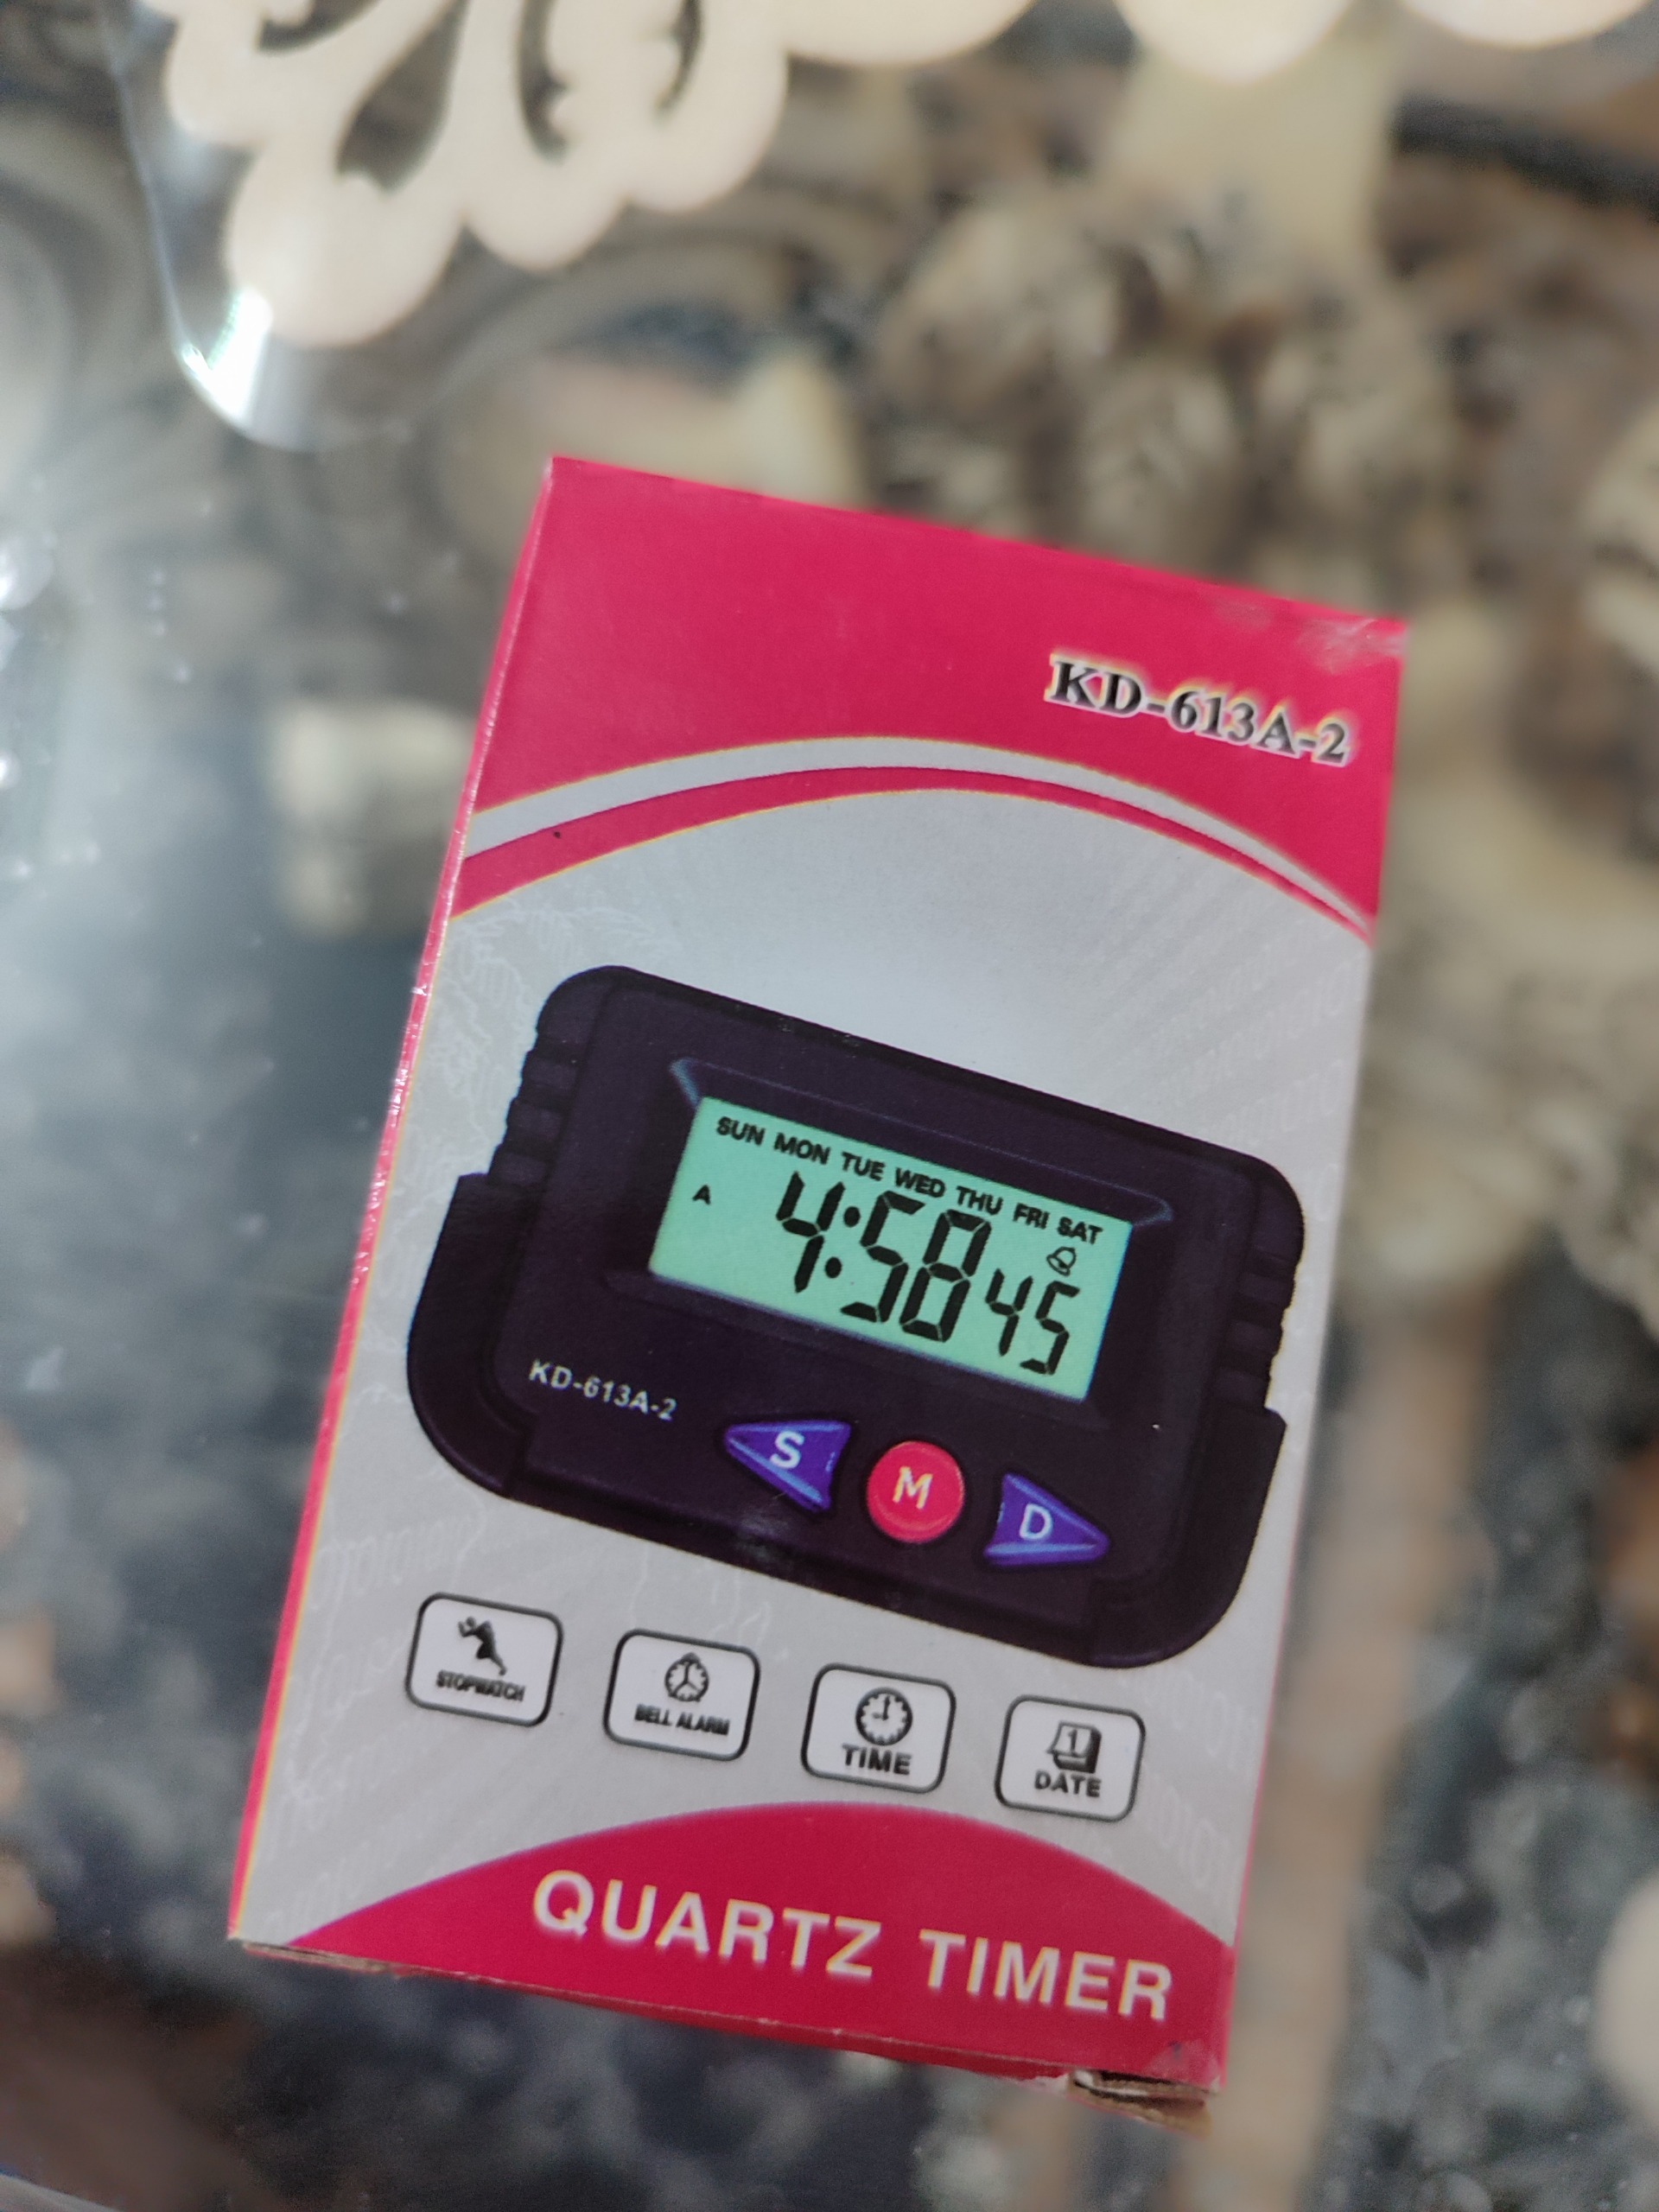 KD-613A-2
SUN MON TUE WED THU FRI SAT
A 4:58 45
KD-613A-2
S M D
STOPWATCH
BELL ALARM
TIME
1
DATE
QUARTZ TIMER